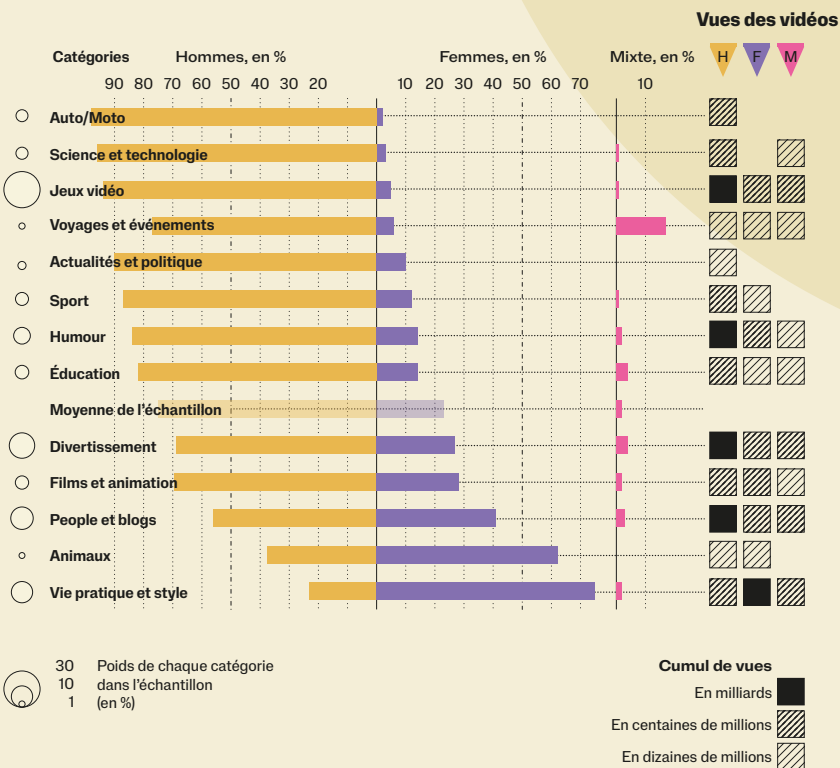 Vues des vidéos
Catégories Hommes, en % Femmes, en % Mixte, en % H F M
90 80 70 60 50 40 30 20 10 20 30 40 50 60 70 10
Auto/Moto
Science et technologie
Jeux vidéo
Voyages et événements
Actualités et politique
Sport
Humour
Éducation
Moyenne de l'échantillon
Divertissement
Films et animation
People et blogs
Animaux
Vie pratique et style
30 Poids de chaque catégorie
10 dans l'échantillon
1 (en %)
Cumul de vues
En milliards
En centaines de millions
En dizaines de millions